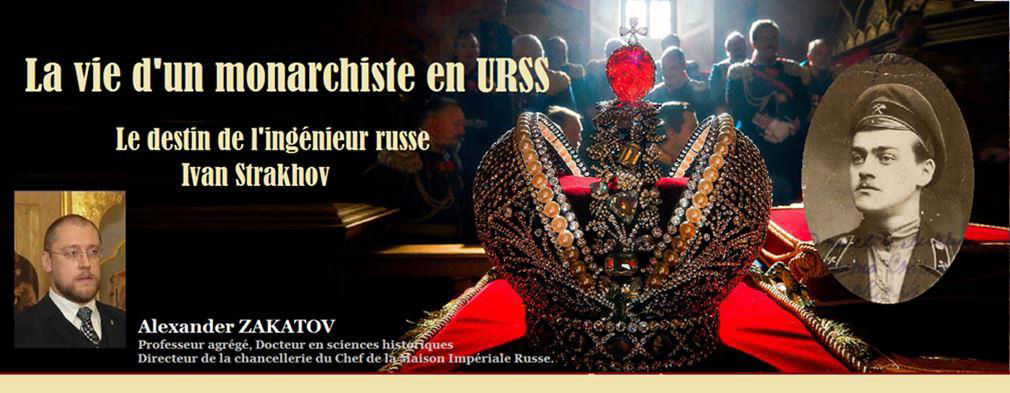 La vie d'un monarchiste en URSS
Le destin de l'ingénieur russe
Ivan Strakhov
Alexander ZAKATOV
Professeur agrégé, Docteur en sciences historiques
Directeur de la chancellerie du Chef de la Maison Impériale Russe.